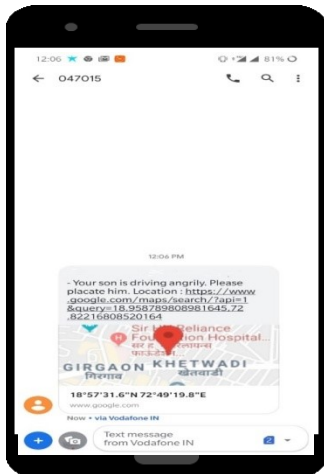 12:06
81%
047015
12:06 PM
- Your son is driving angrily. Please
placate him. Location : https://www
.google.com/maps/search/?api=1
&query=18.958789808981645,72
.82216808520164
Sir H Reliance
Foundation Hospital...
सर ह
फाऊंडेशन
GIRGAON KHETWADI
गिरगाव खेतवाडी
18°57'31.6"N 72°49'19.8"E
www.google.com
Now • via Vodafone IN
Text message
from Vodafone IN
2